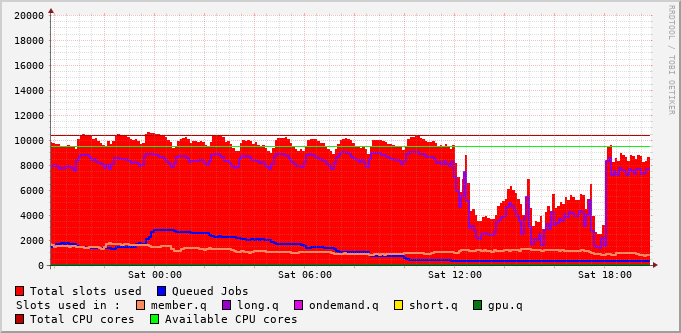 20000
18000
16000
14000
12000
10000
8000
6000
4000
2000
0
Sat 00:00 Sat 06:00 Sat 12:00 Sat 18:00
RRDTOOL / TOBI OETIKER
Total slots used Queued Jobs
Slots used in : member.q long.q ondemand.q short.q gpu.q
Total CPU cores Available CPU cores